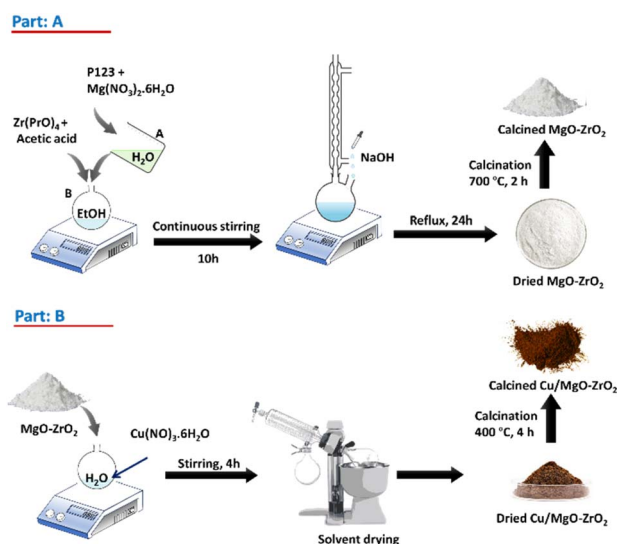 Part: A
P123 +
Mg(NO₃)₂.6H₂O
Zr(PrO)₄ +
Acetic acid
A
H₂O
B
EtOH
Continuous stirring
10h
NaOH
Reflux, 24h
Calcined MgO-ZrO₂
Calcination
700 °C, 2 h
Dried MgO-ZrO₂
Part: B
MgO-ZrO₂
Cu(NO)₃.6H₂O
H₂O
Stirring, 4h
Solvent drying
Calcined Cu/MgO-ZrO₂
Calcination
400 °C, 4 h
Dried Cu/MgO-ZrO₂